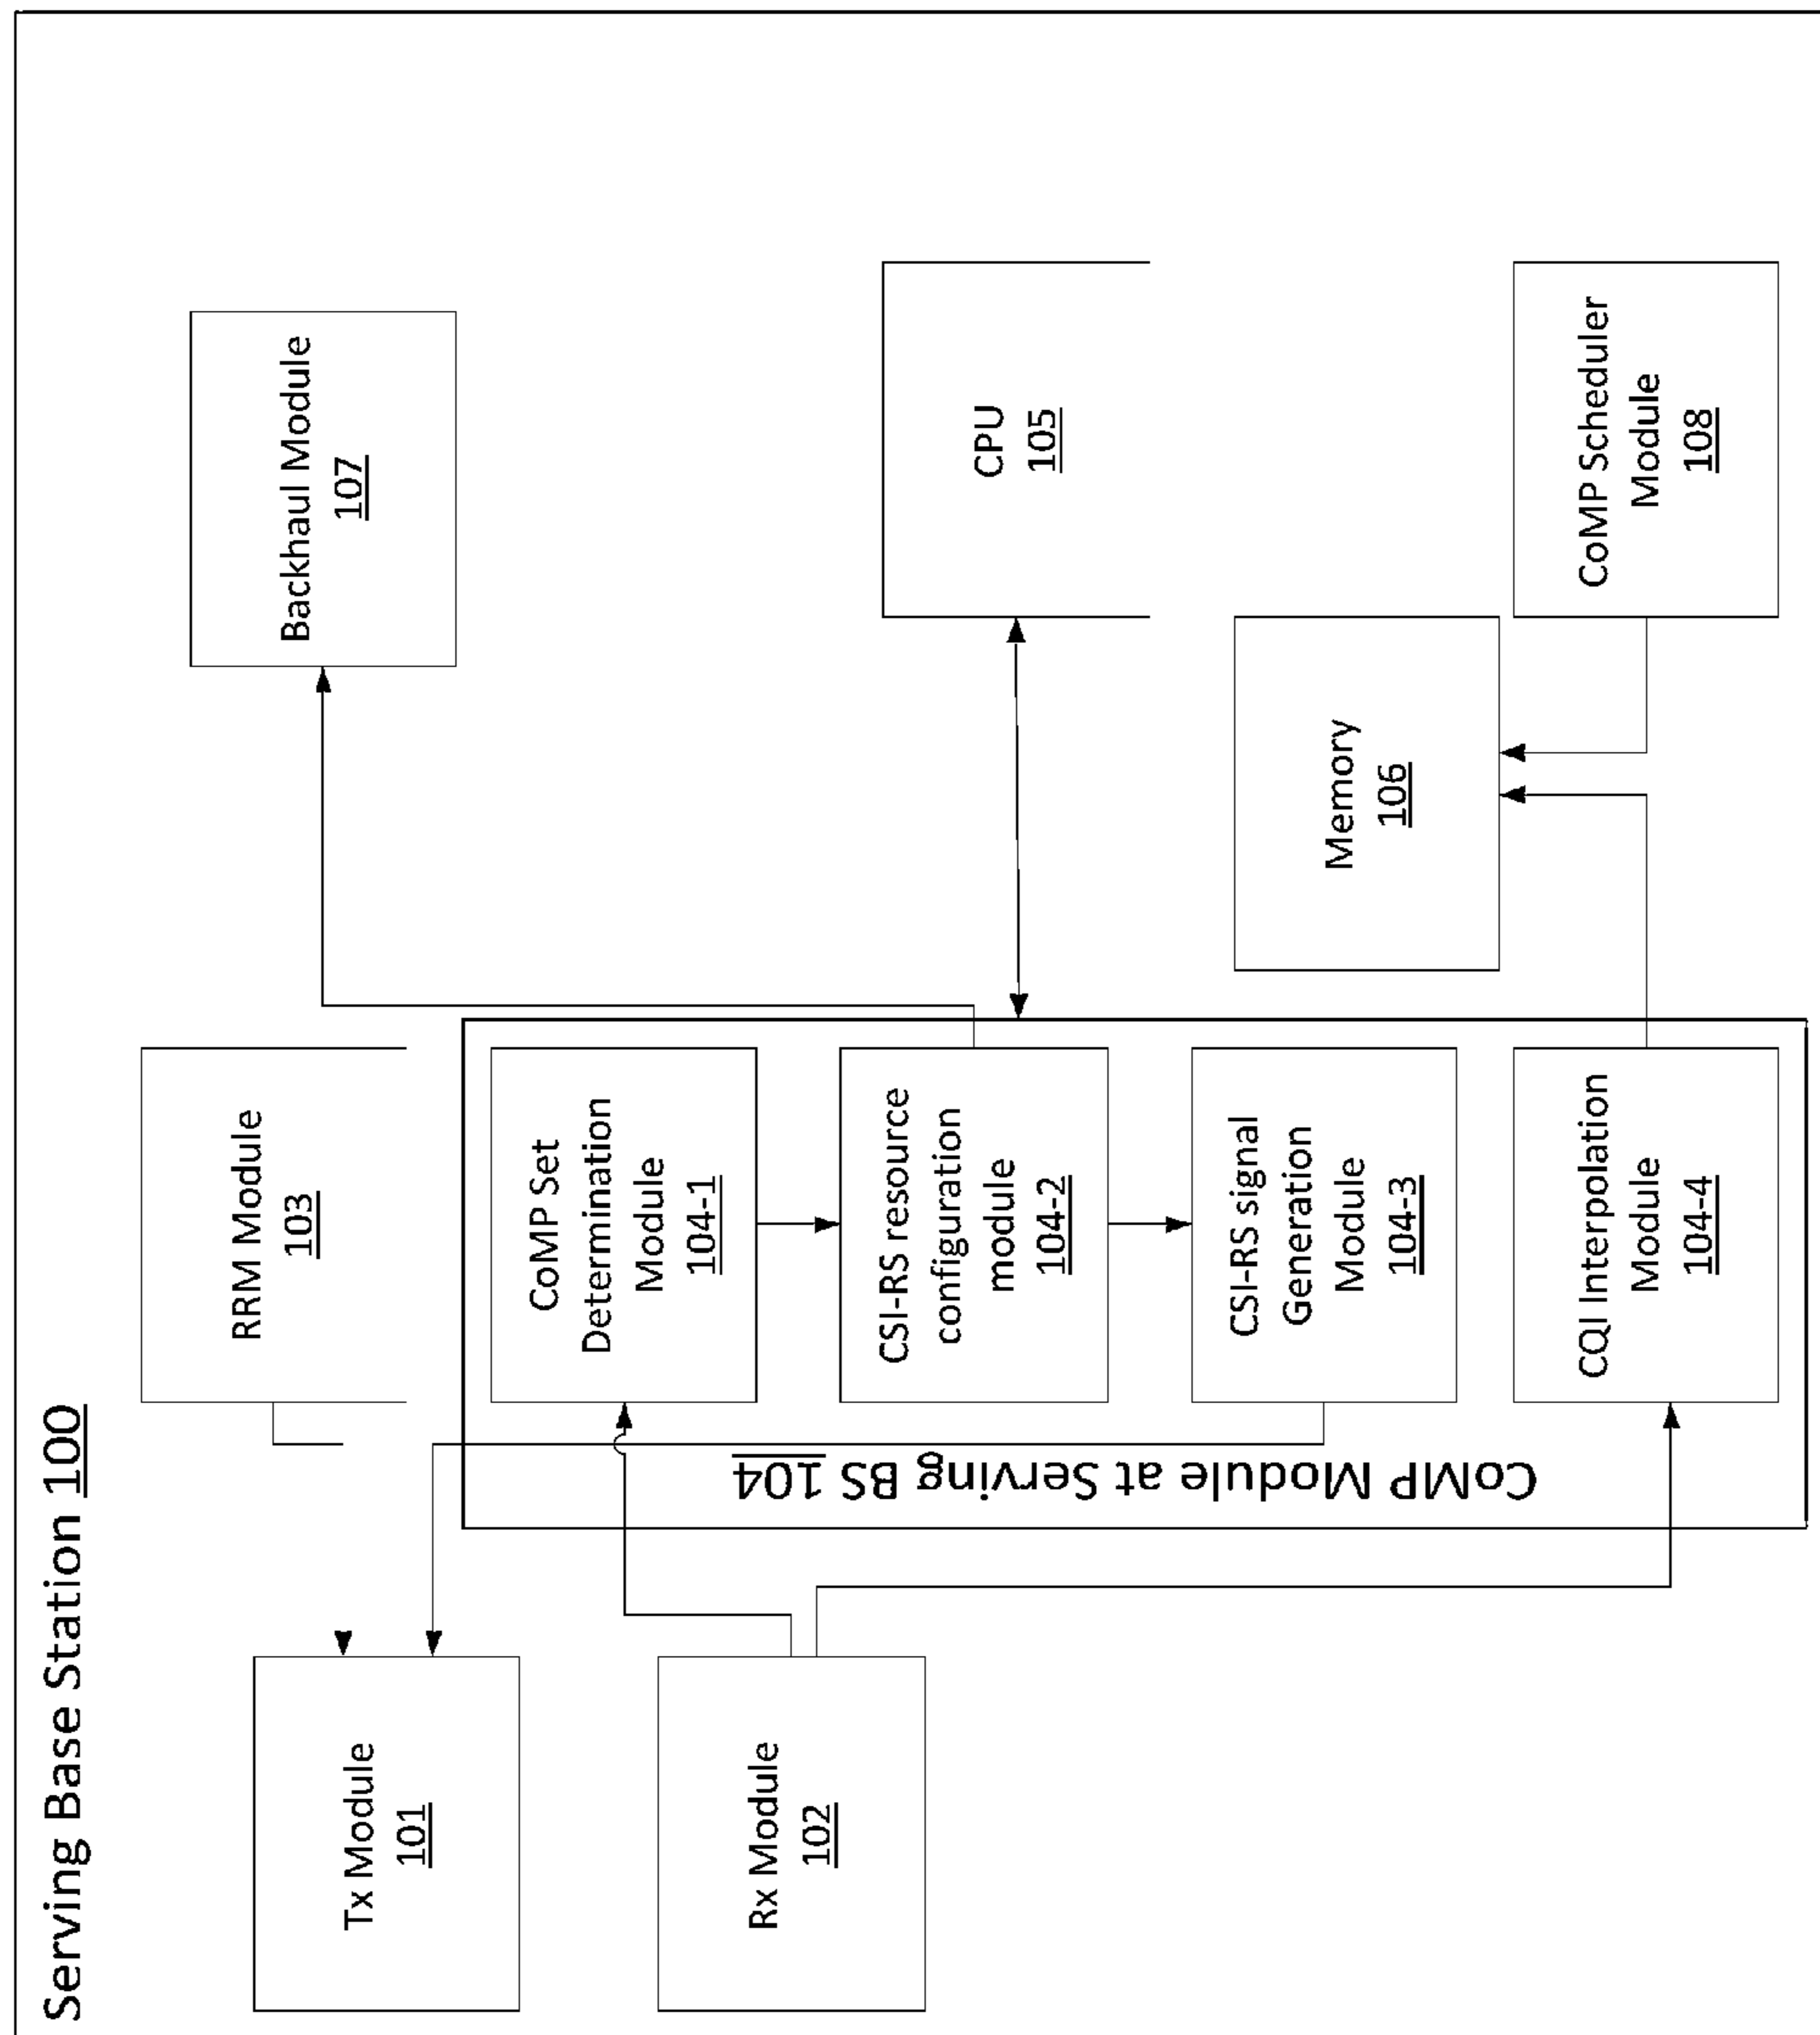 Serving Base Station 100
Tx Module
101
Rx Module
102
RRM Module
103
CoMP Module at Serving BS 104
CoMP Set
Determination
Module
104-1
CSI-RS resource
configuration
module
104-2
CSI-RS signal
Generation
Module
104-3
CQI Interpolation
Module
104-4
Backhaul Module
107
CPU
105
Memory
106
CoMP Scheduler
Module
108